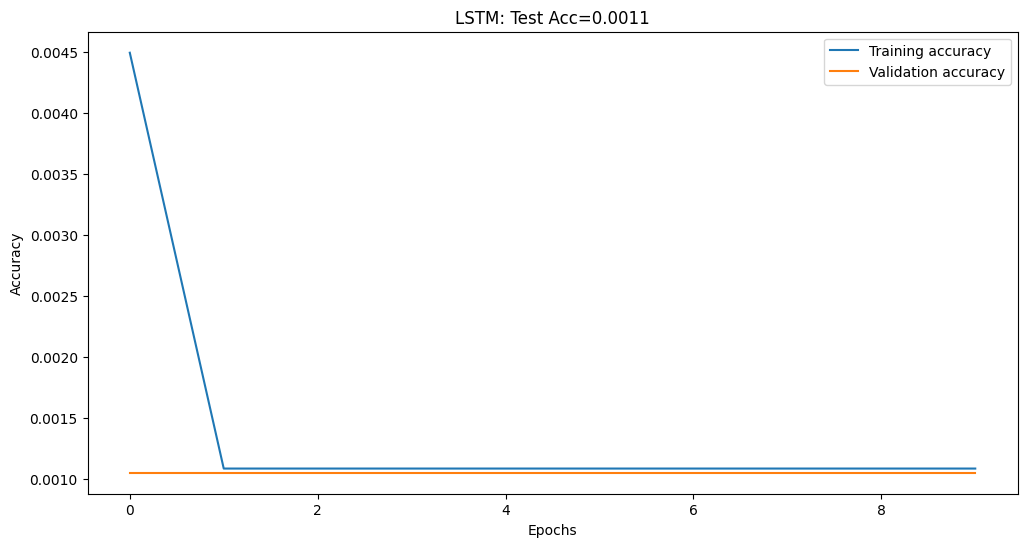 LSTM: Test Acc=0.0011
Training accuracy
Validation accuracy
Accuracy
0.0045
0.0040
0.0035
0.0030
0.0025
0.0020
0.0015
0.0010
0 2 4 6 8
Epochs